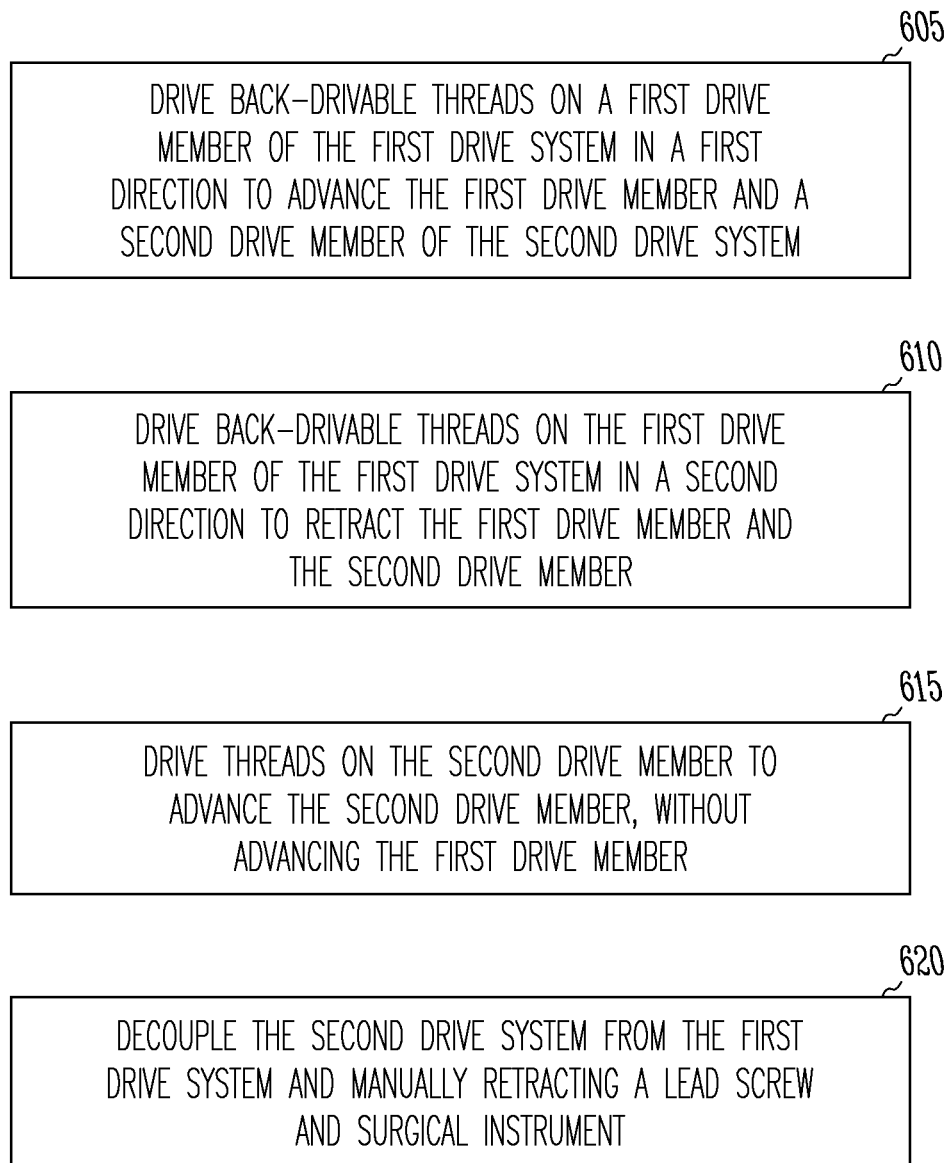 605
DRIVE BACK-DRIVABLE THREADS ON A FIRST DRIVE
MEMBER OF THE FIRST DRIVE SYSTEM IN A FIRST
DIRECTION TO ADVANCE THE FIRST DRIVE MEMBER AND A
SECOND DRIVE MEMBER OF THE SECOND DRIVE SYSTEM
610
DRIVE BACK-DRIVABLE THREADS ON THE FIRST DRIVE
MEMBER OF THE FIRST DRIVE SYSTEM IN A SECOND
DIRECTION TO RETRACT THE FIRST DRIVE MEMBER AND
THE SECOND DRIVE MEMBER
615
DRIVE THREADS ON THE SECOND DRIVE MEMBER TO
ADVANCE THE SECOND DRIVE MEMBER, WITHOUT
ADVANCING THE FIRST DRIVE MEMBER
620
DECOUPLE THE SECOND DRIVE SYSTEM FROM THE FIRST
DRIVE SYSTEM AND MANUALLY RETRACTING A LEAD SCREW
AND SURGICAL INSTRUMENT